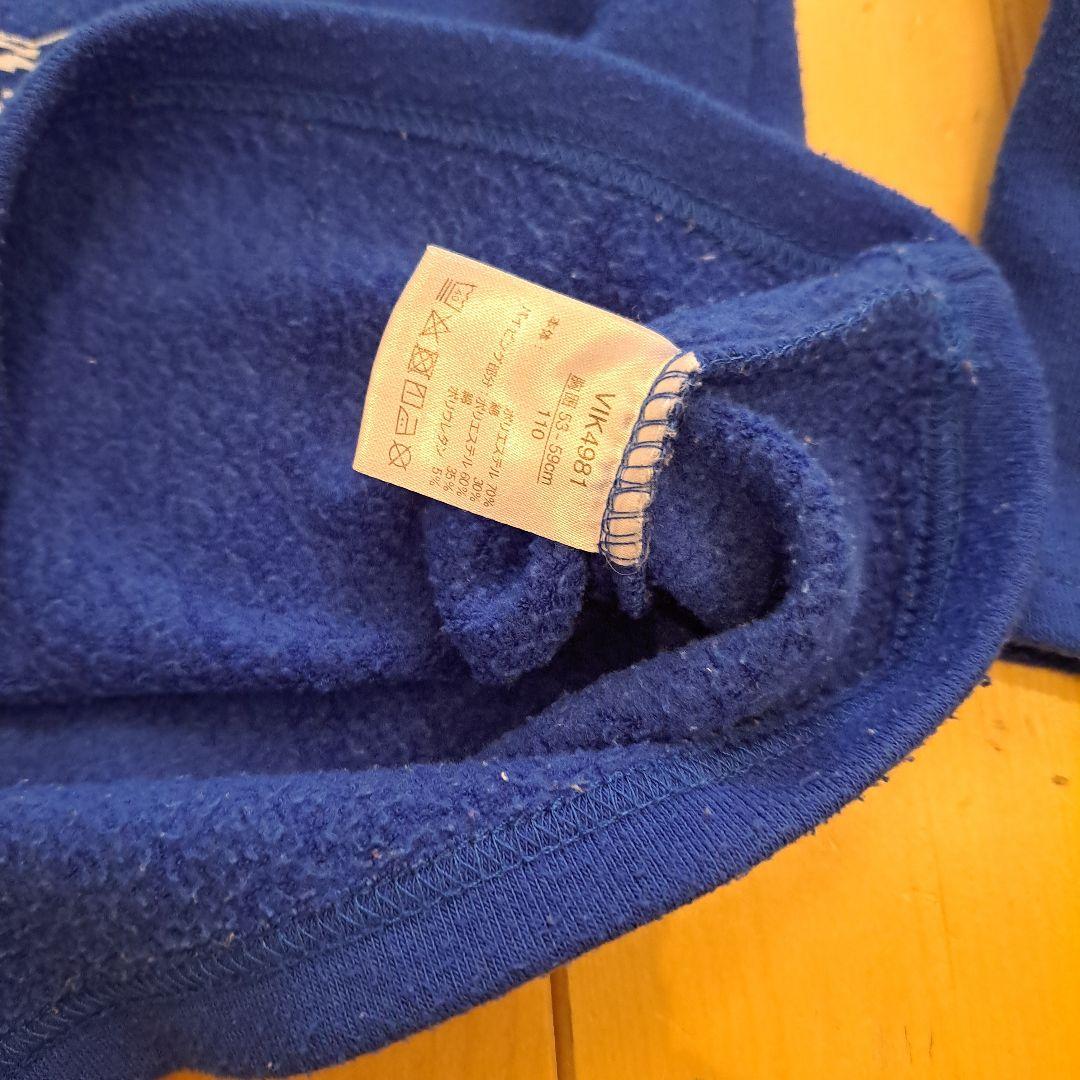 VIK4981
胸囲 53-59cm
110
本体: ポリエステル 70%
綿 30%
パイピング部分 ポリエステル 60%
綿 35%
ポリウレタン 5%
40